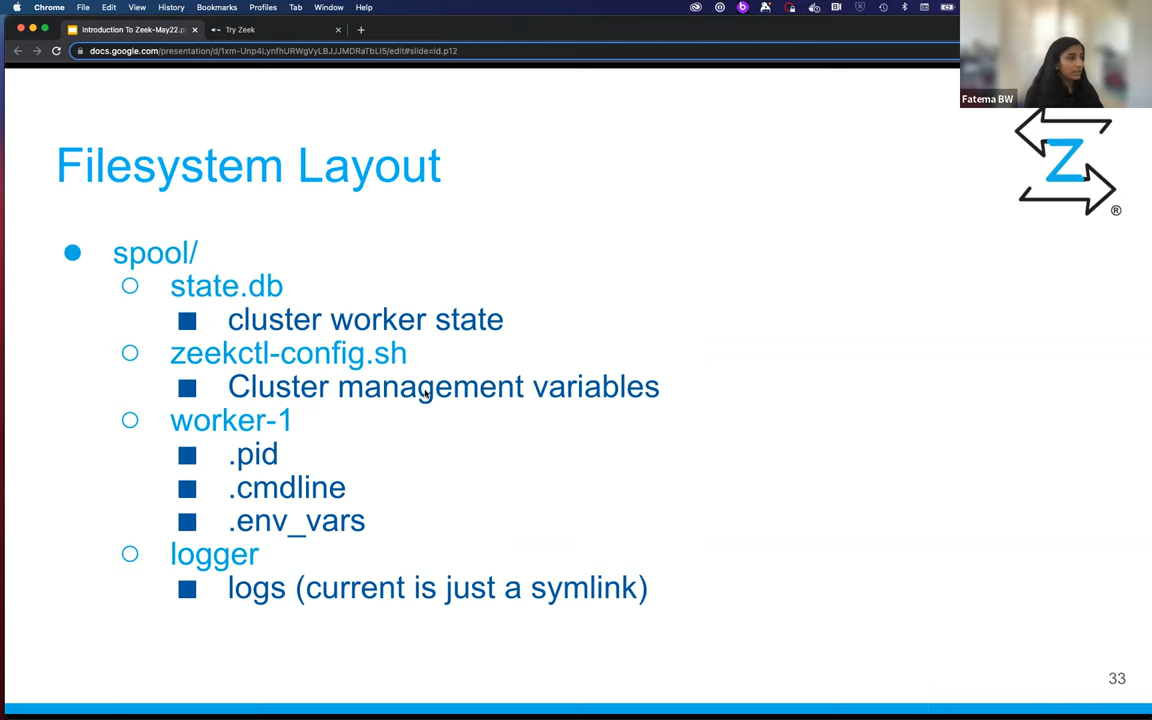 Chrome File Edit View History Bookmarks Profiles Tab Window Help
Introduction To Zeek-May22.p
Try Zeek
docs.google.com/presentation/d/1xm-Unp4LynfhURWgVyLBJJJMDRaTbLI5/edit#slide=id.p12
Fatema BW
Z
®
Filesystem Layout
spool/
state.db
cluster worker state
zeekctl-config.sh
Cluster management variables
worker-1
.pid
.cmdline
.env_vars
logger
logs (current is just a symlink)
33